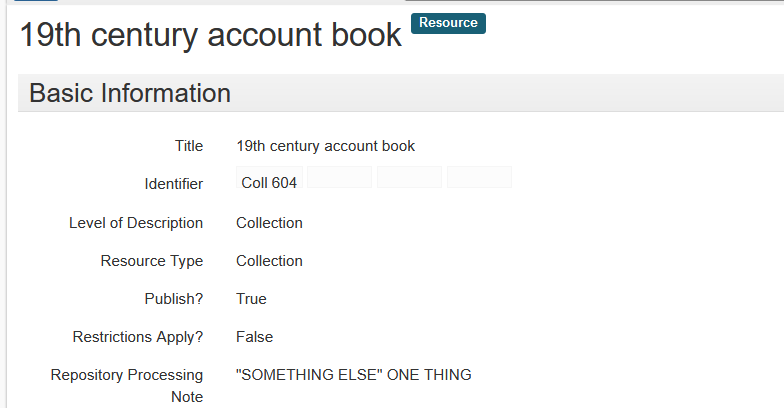 19th century account book Resource
Basic Information
Title 19th century account book
Identifier Coll 604
Level of Description Collection
Resource Type Collection
Publish? True
Restrictions Apply? False
Repository Processing "SOMETHING ELSE" ONE THING
Note